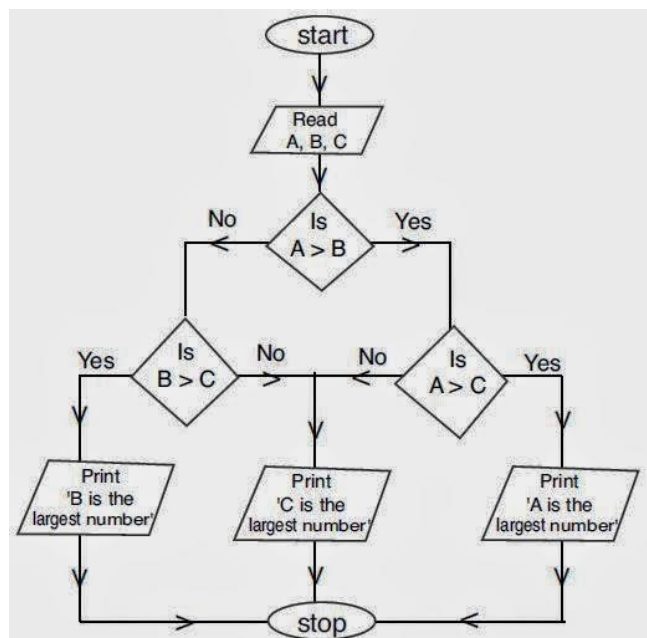 start
Read
A, B, C
Is
A > B
No
Yes
Is
B > C
Yes
No
Is
A > C
No
Yes
Print
'B is the
largest number'
Print
'C is the
largest number'
Print
'A is the
largest number'
stop